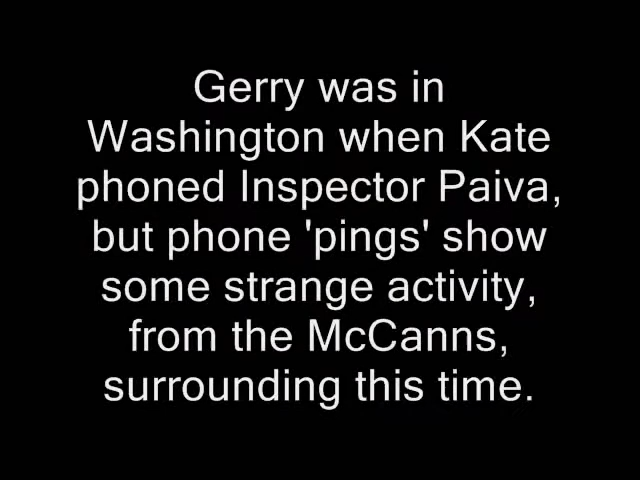 Gerry was in
Washington when Kate
phoned Inspector Paiva,
but phone 'pings' show
some strange activity,
from the McCanns,
surrounding this time.